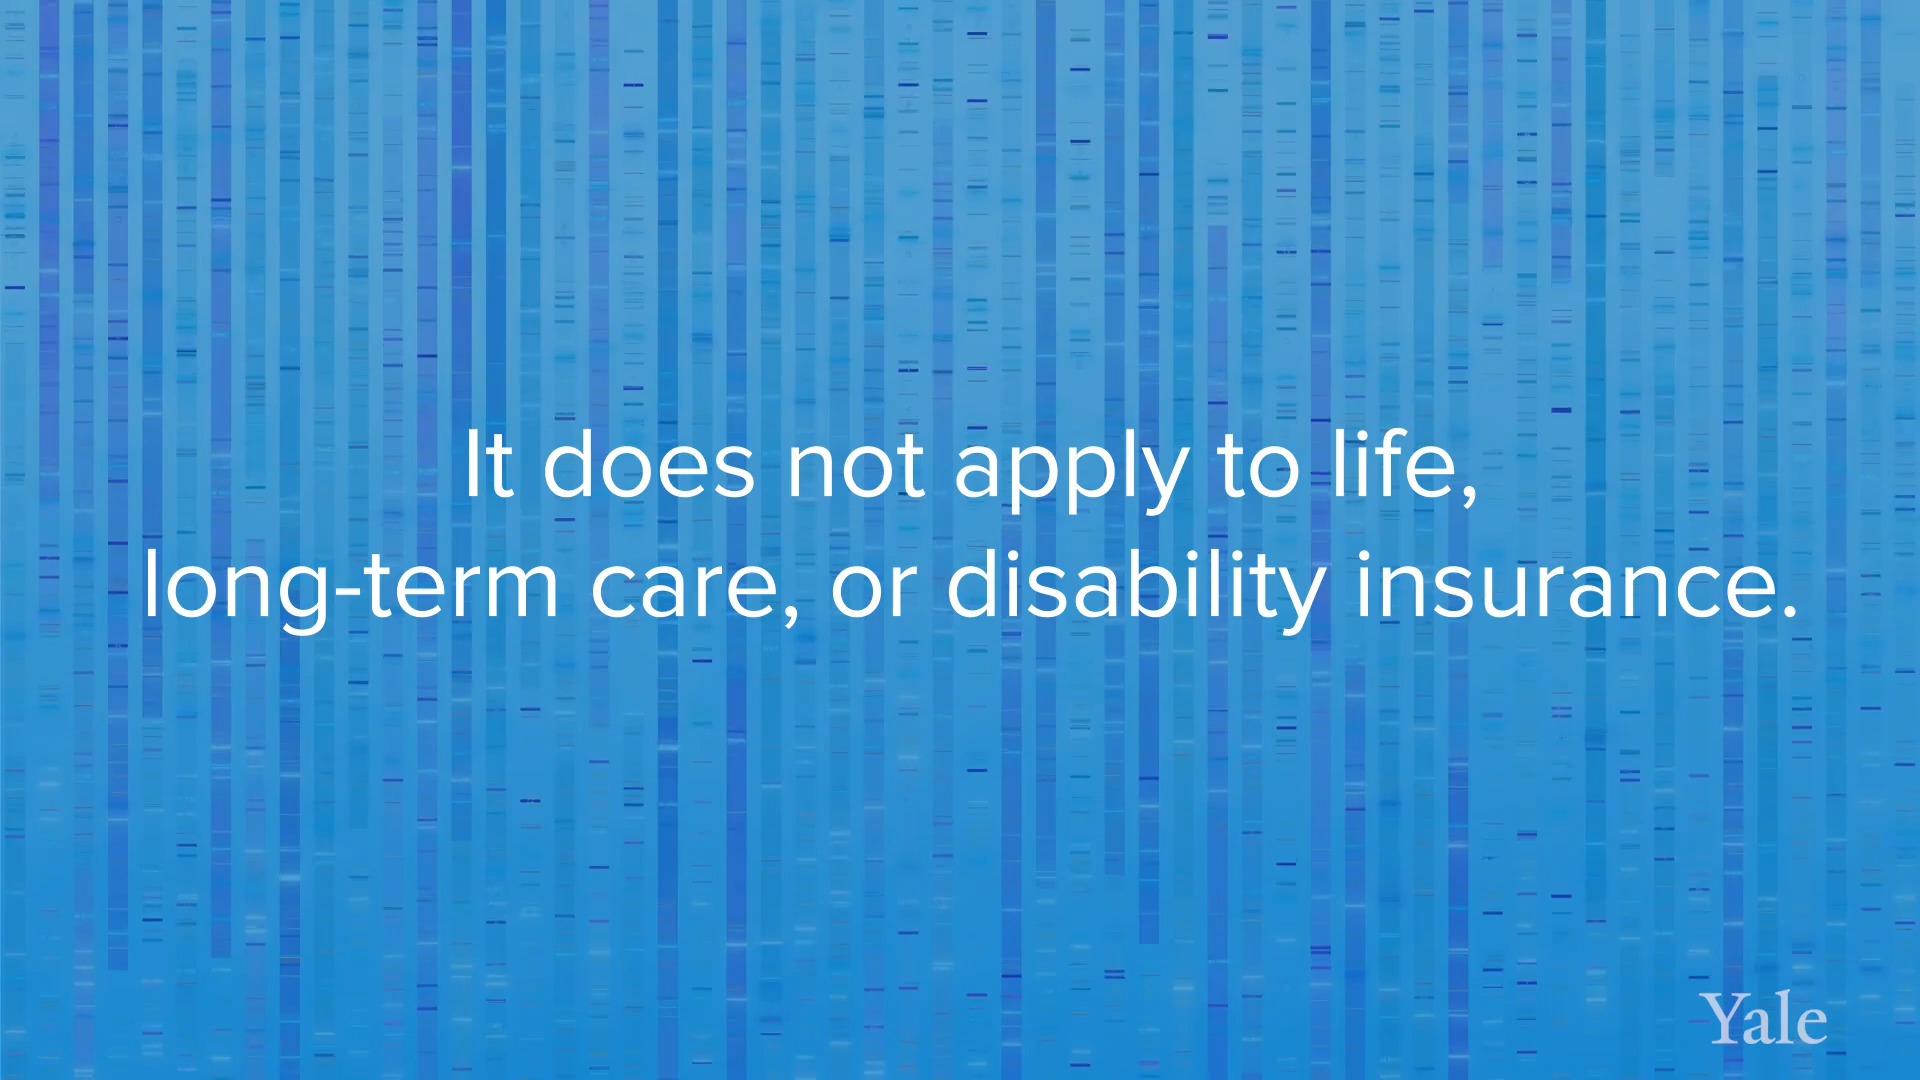 It does not apply to life,
long-term care, or disability insurance.
Yale